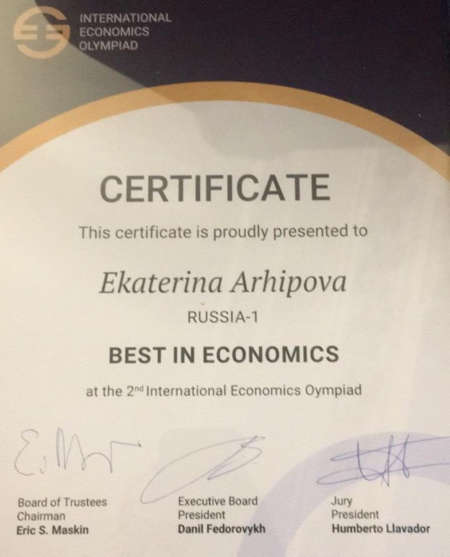 INTERNATIONAL
ECONOMICS
OLYMPIAD
CERTIFICATE
This certificate is proudly presented to
Ekaterina Arhipova
RUSSIA-1
BEST IN ECONOMICS
at the 2nd International Economics Oympiad
Board of Trustees
Chairman
Eric S. Maskin
Executive Board
President
Danil Fedorovykh
Jury
President
Humberto Llavador